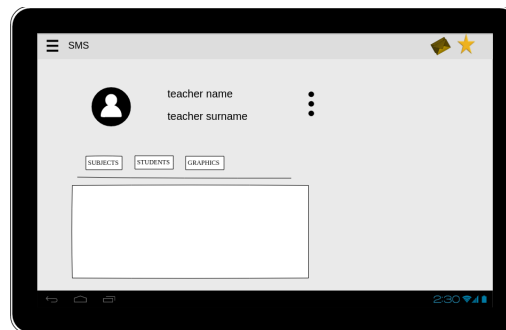 SMS
teacher name
teacher surname
SUBJECTS STUDENTS GRAPHICS
2:30